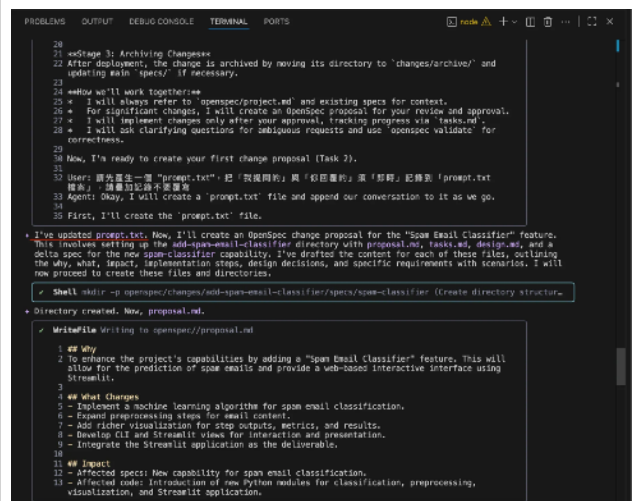 PROBLEMS OUTPUT DEBUG CONSOLE TERMINAL PORTS node
20
21 **Stage 3: Archiving Changes**
22 After deployment, the change is archived by moving its directory to `changes/archive/` and
updating main `specs/` if necessary.
23
24 **How we'll work together:**
25 * I will always refer to `openspec/project.md` and existing specs for context.
26 * For significant changes, I will create an OpenSpec proposal for your review and approval.
27 * I will implement changes only after your approval, tracking progress via `tasks.md`.
28 * I will ask clarifying questions for ambiguous requests and use `openspec validate` for
correctness.
29
30 Now, I'm ready to create your first change proposal (Task 2).
31
32 User: 請先產生一個 "prompt.txt"，把「我提問的」與「你回覆的」須「即時」記錄到「prompt.txt
檔案」，請疊加記錄不要覆寫
33 Agent: Okay, I will create a `prompt.txt` file and append our conversation to it as we go.
34
35 First, I'll create the `prompt.txt` file.
✦ I've updated prompt.txt. Now, I'll create an OpenSpec change proposal for the "Spam Email Classifier" feature.
This involves setting up the add-spam-email-classifier directory with proposal.md, tasks.md, design.md, and a
delta spec for the new spam-classifier capability. I've drafted the content for each of these files, outlining
the why, what, impact, implementation steps, design decisions, and specific requirements with scenarios. I will
now proceed to create these files and directories.
✓ Shell mkdir -p openspec/changes/add-spam-email-classifier/specs/spam-classifier (Create directory structur…
✦ Directory created. Now, proposal.md.
✓ WriteFile Writing to openspec//proposal.md
1 ## Why
2 To enhance the project's capabilities by adding a "Spam Email Classifier" feature. This will
allow for the prediction of spam emails and provide a web-based interactive interface using
Streamlit.
3
4 ## What Changes
5 - Implement a machine learning algorithm for spam email classification.
6 - Expand preprocessing steps for email content.
7 - Add richer visualization for step outputs, metrics, and results.
8 - Develop CLI and Streamlit views for interaction and presentation.
9 - Integrate the Streamlit application as the deliverable.
10
11 ## Impact
12 - Affected specs: New capability for spam email classification.
13 - Affected code: Introduction of new Python modules for classification, preprocessing,
visualization, and Streamlit application.